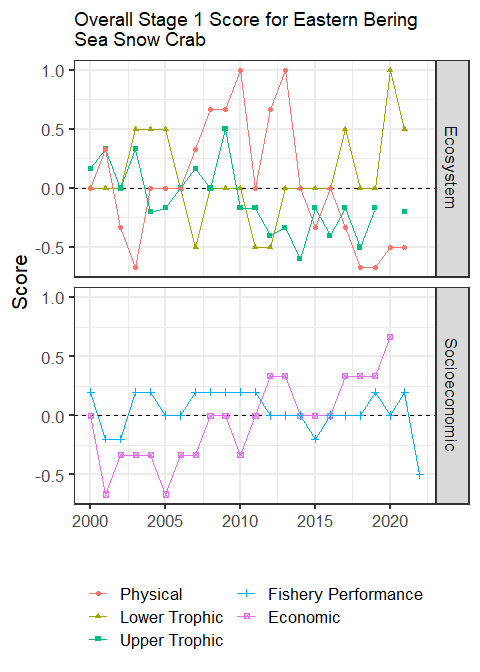 Overall Stage 1 Score for Eastern Bering
Sea Snow Crab
1.0
0.5
0.0
-0.5
Ecosystem
Score
1.0
0.5
0.0
-0.5
Socioeconomic
2000 2005 2010 2015 2020
Physical
Lower Trophic
Upper Trophic
Fishery Performance
Economic